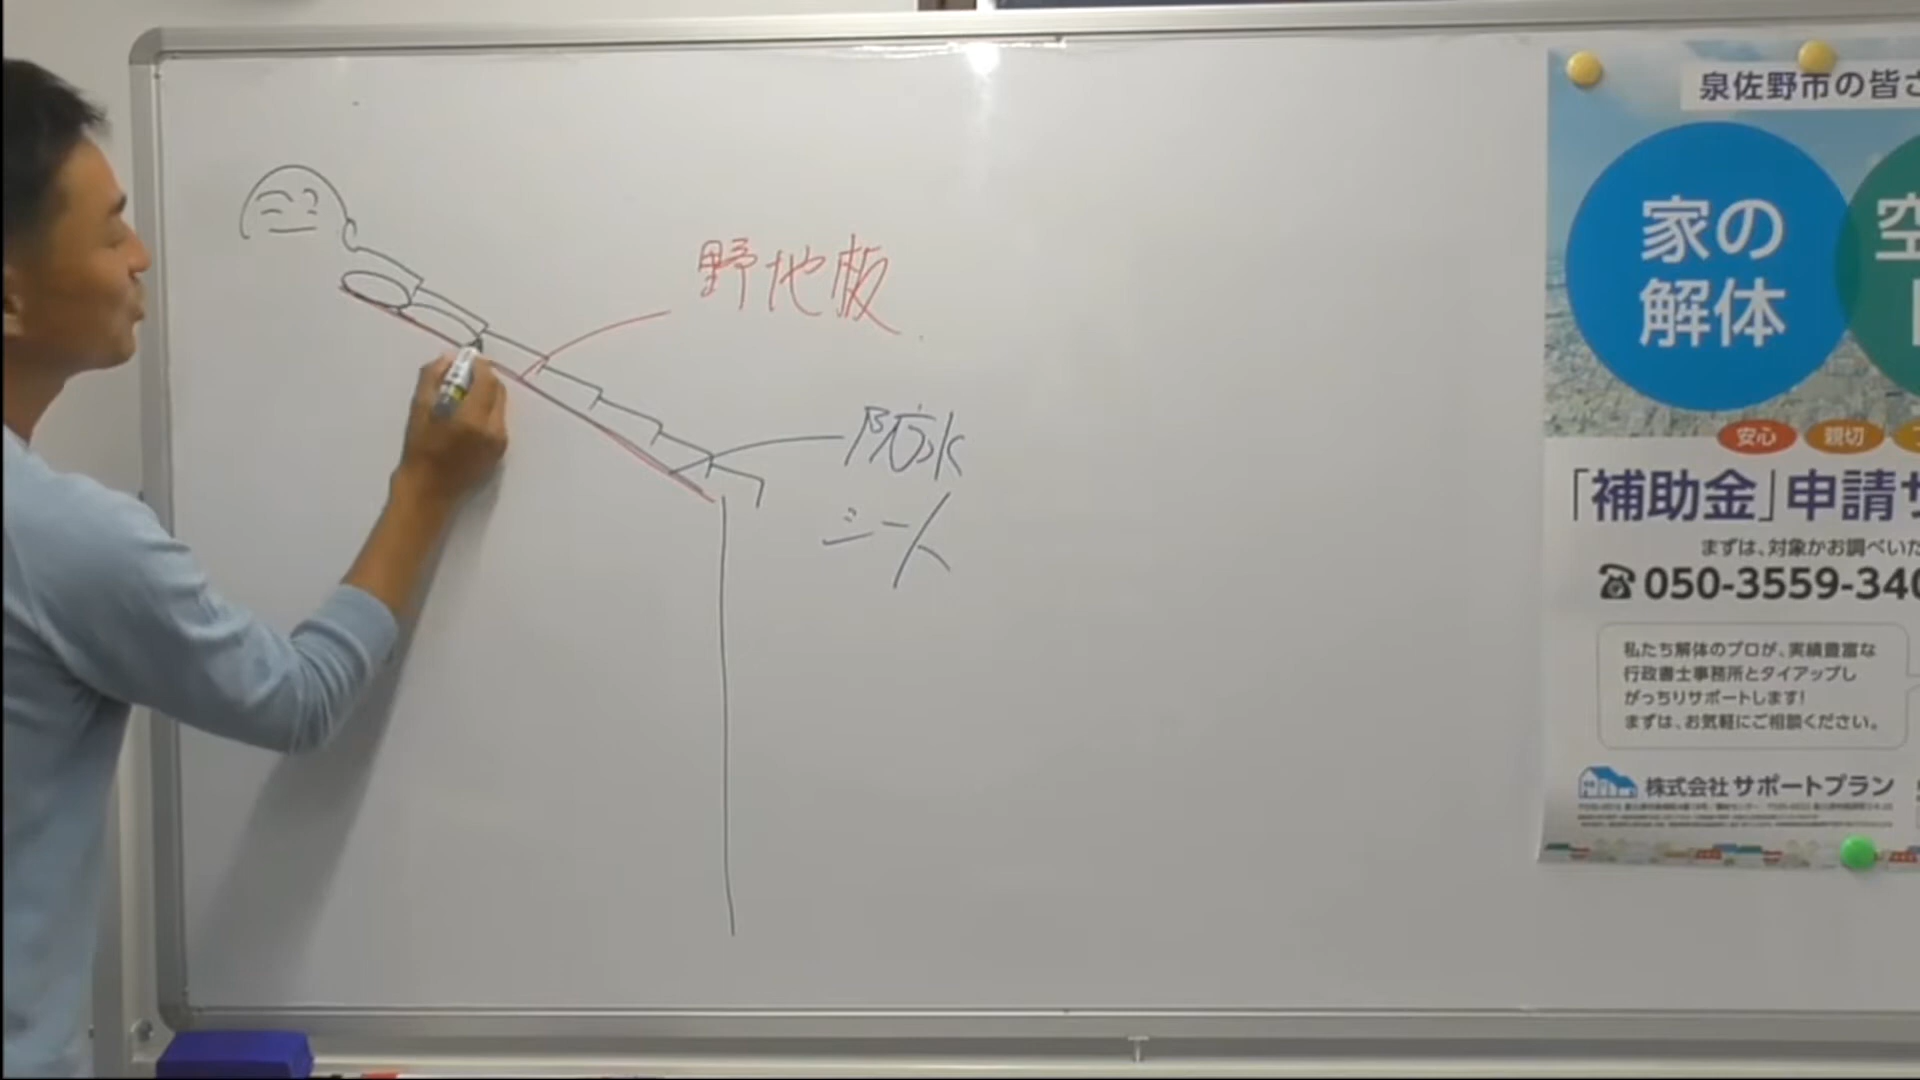 野地板
防水
シート
泉佐野市の皆さ
家の
解体
空
安心
親切
「補助金」申請サ
まずは、対象かお調べいた
050-3559-340
私たち解体のプロが、実績豊富な
行政書士事務所とタイアップし
がっちりサポートします!
まずは、お気軽にご相談ください。
株式会社 サポートプラン